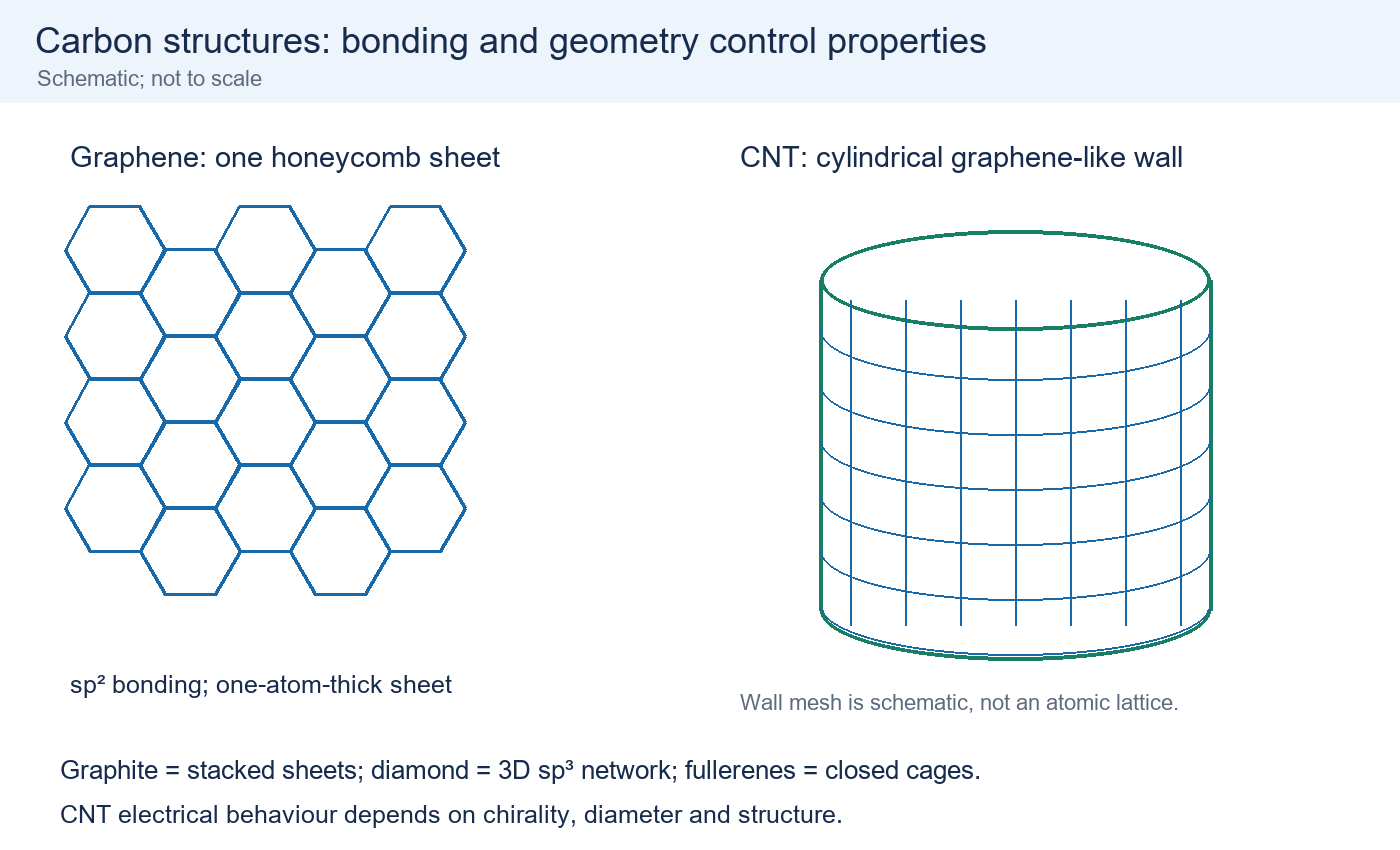 Carbon structures: bonding and geometry control properties
Schematic; not to scale
Graphene: one honeycomb sheet
CNT: cylindrical graphene-like wall
sp² bonding; one-atom-thick sheet
Wall mesh is schematic, not an atomic lattice.
Graphite = stacked sheets; diamond = 3D sp³ network; fullerenes = closed cages.
CNT electrical behaviour depends on chirality, diameter and structure.